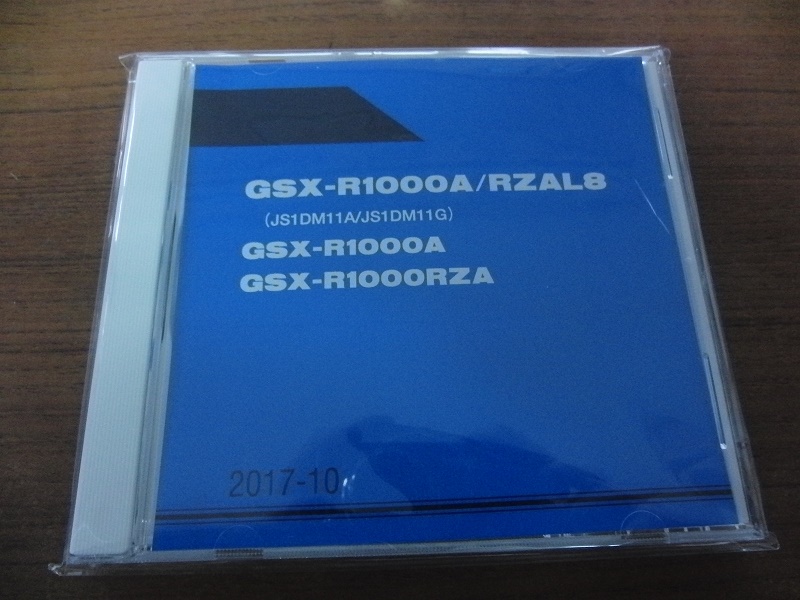 GSX-R1000A/RZAL8
(JS1DM11A/JS1DM11G)
GSX-R1000A
GSX-R1000RZA
2017-10